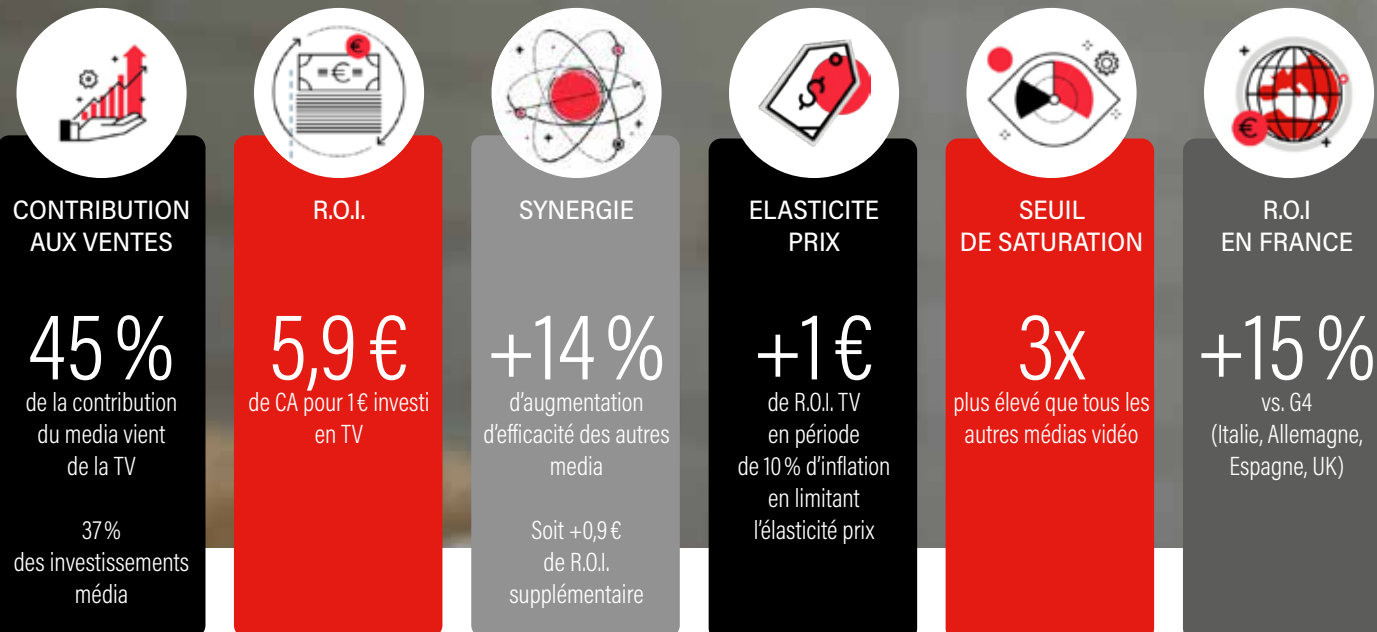 CONTRIBUTION
AUX VENTES
45 %
de la contribution
du media vient
de la TV
37 %
des investissements
média
R.O.I.
5,9 €
de CA pour 1 € investi
en TV
SYNERGIE
+14 %
d'augmentation
d'efficacité des autres
media
Soit +0,9 €
de R.O.I.
supplémentaire
ELASTICITE
PRIX
+1 €
de R.O.I. TV
en période
de 10 % d'inflation
en limitant
l'élasticité prix
SEUIL
DE SATURATION
3x
plus élevé que tous les
autres médias vidéo
R.O.I
EN FRANCE
+15 %
vs. G4
(Italie, Allemagne,
Espagne, UK)